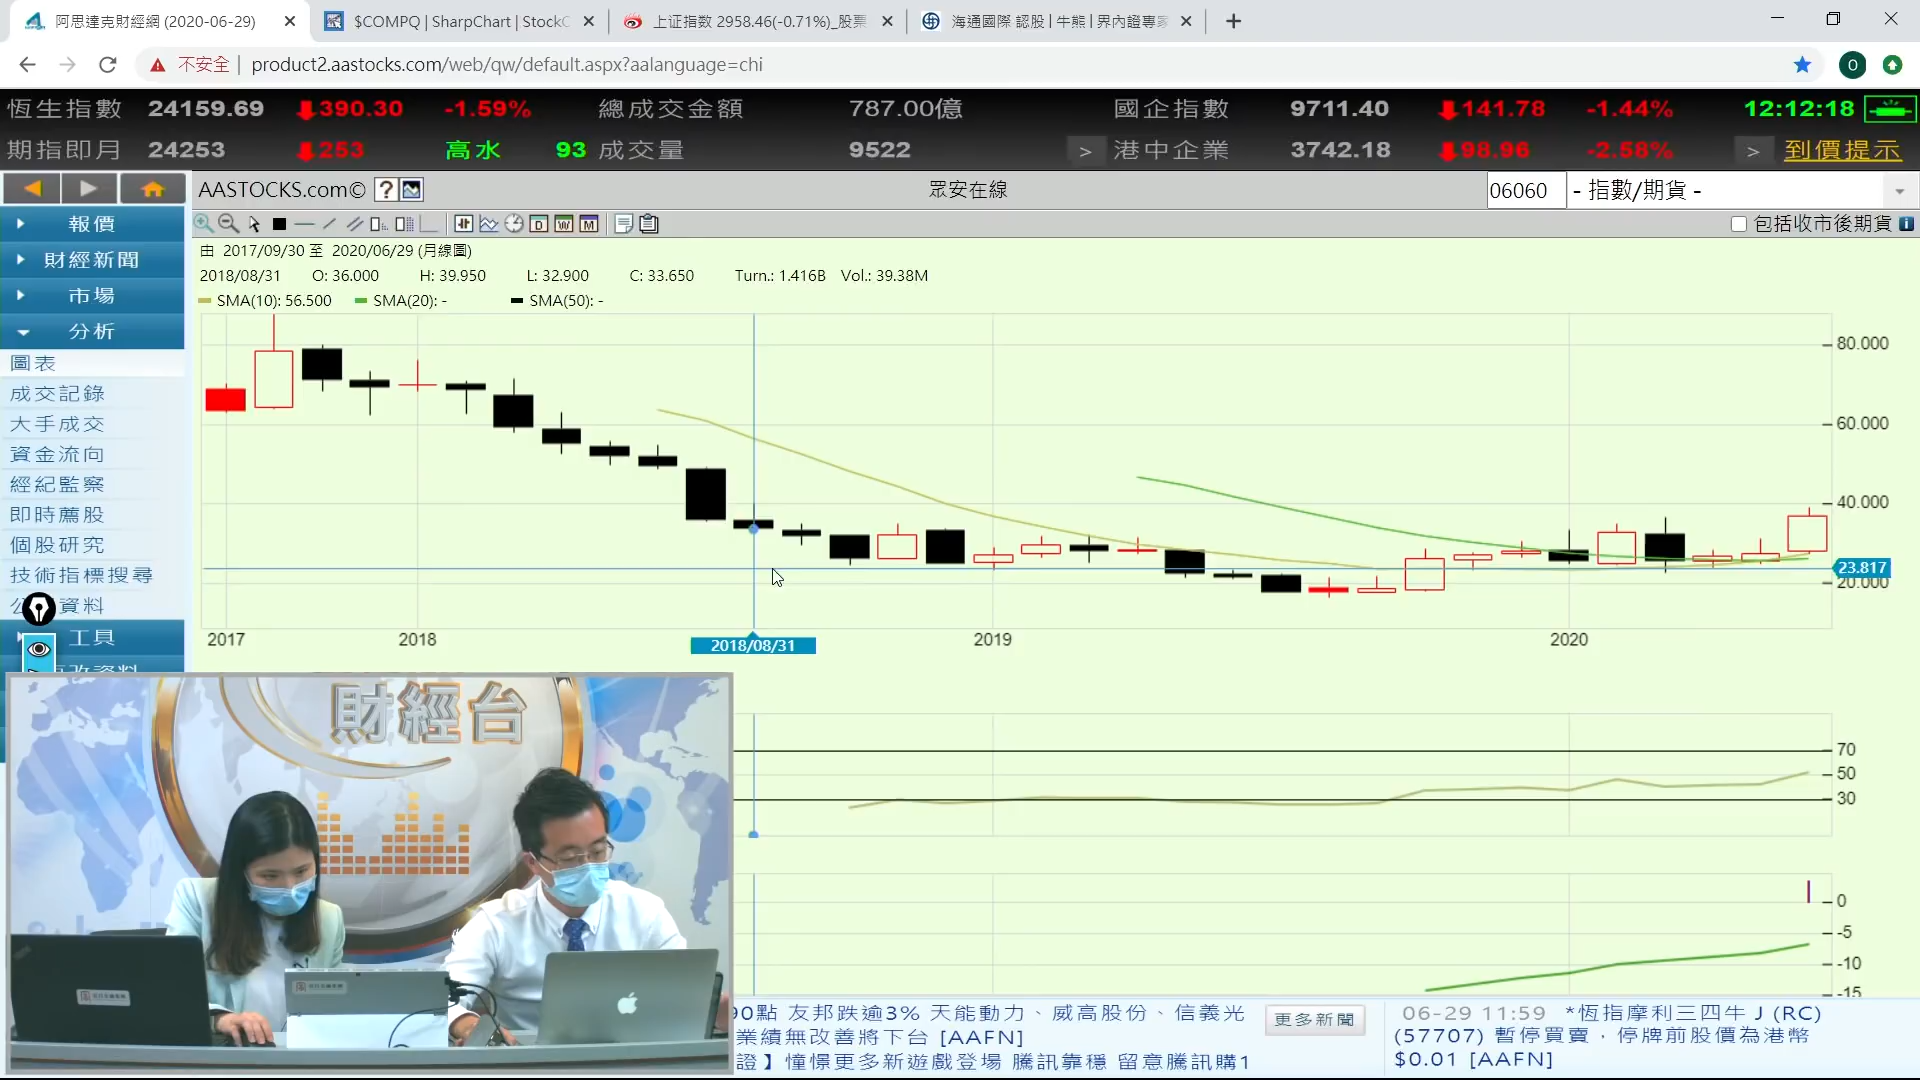 阿思達克財經網 (2020-06-29)
$COMPQ | SharpChart | StockC
上证指数 2958.46(-0.71%)_股票
海通國際 認股 | 牛熊 | 界內證專家
不安全 | product2.aastocks.com/web/qw/default.aspx?aalanguage=chi
O
恆生指數 24159.69 390.30 -1.59% 總成交金額 787.00億 國企指數 9711.40 141.78 -1.44% 12:12:18
期指即月 24253 253 高水 93 成交量 9522 > 港中企業 3742.18 98.96 -2.58% > 到價提示
AASTOCKS.com© ? 眾安在線 06060 - 指數/期貨 -
報價
D W M 包括收市後期貨 i
財經新聞
市場
分析
圖表
成交記錄
大手成交
資金流向
經紀監察
即時薦股
個股研究
技術指標搜尋
資料
工具
由 2017/09/30 至 2020/06/29 (月線圖)
2018/08/31 O: 36.000 H: 39.950 L: 32.900 C: 33.650 Turn.: 1.416B Vol.: 39.38M
SMA(10): 56.500 SMA(20): - SMA(50): -
80.000
60.000
40.000
23.817
20.000
2017 2018 2018/08/31 2019 2020
70
50
30
0
-5
-10
-15
財經台
90點 友邦跌逾3% 天能動力、威高股份、信義光
業績無改善將下台 [AAFN]
證】憧憬更多新遊戲登場 騰訊靠穩 留意騰訊購1
更多新聞
06-29 11:59 *恆指摩利三四牛Ｊ(RC)
(57707) 暫停買賣，停牌前股價為港幣
$0.01 [AAFN]